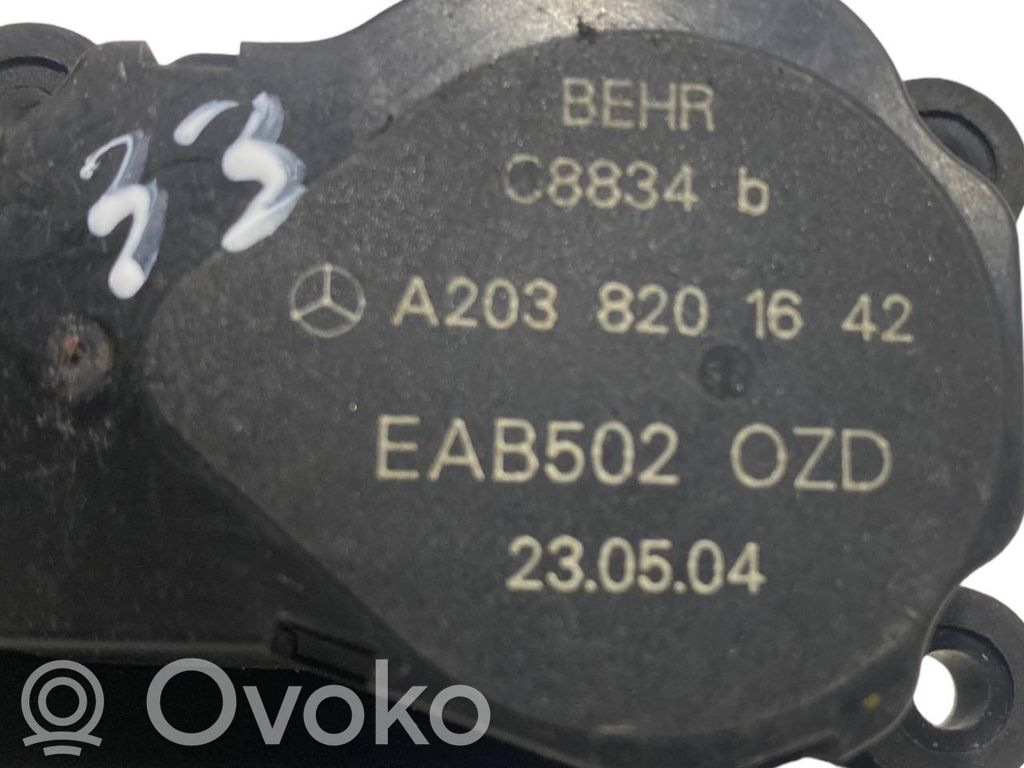 33
BEHR
C8834 b
A203 820 16 42
EAB502 OZD
23.05.04
Ovoko